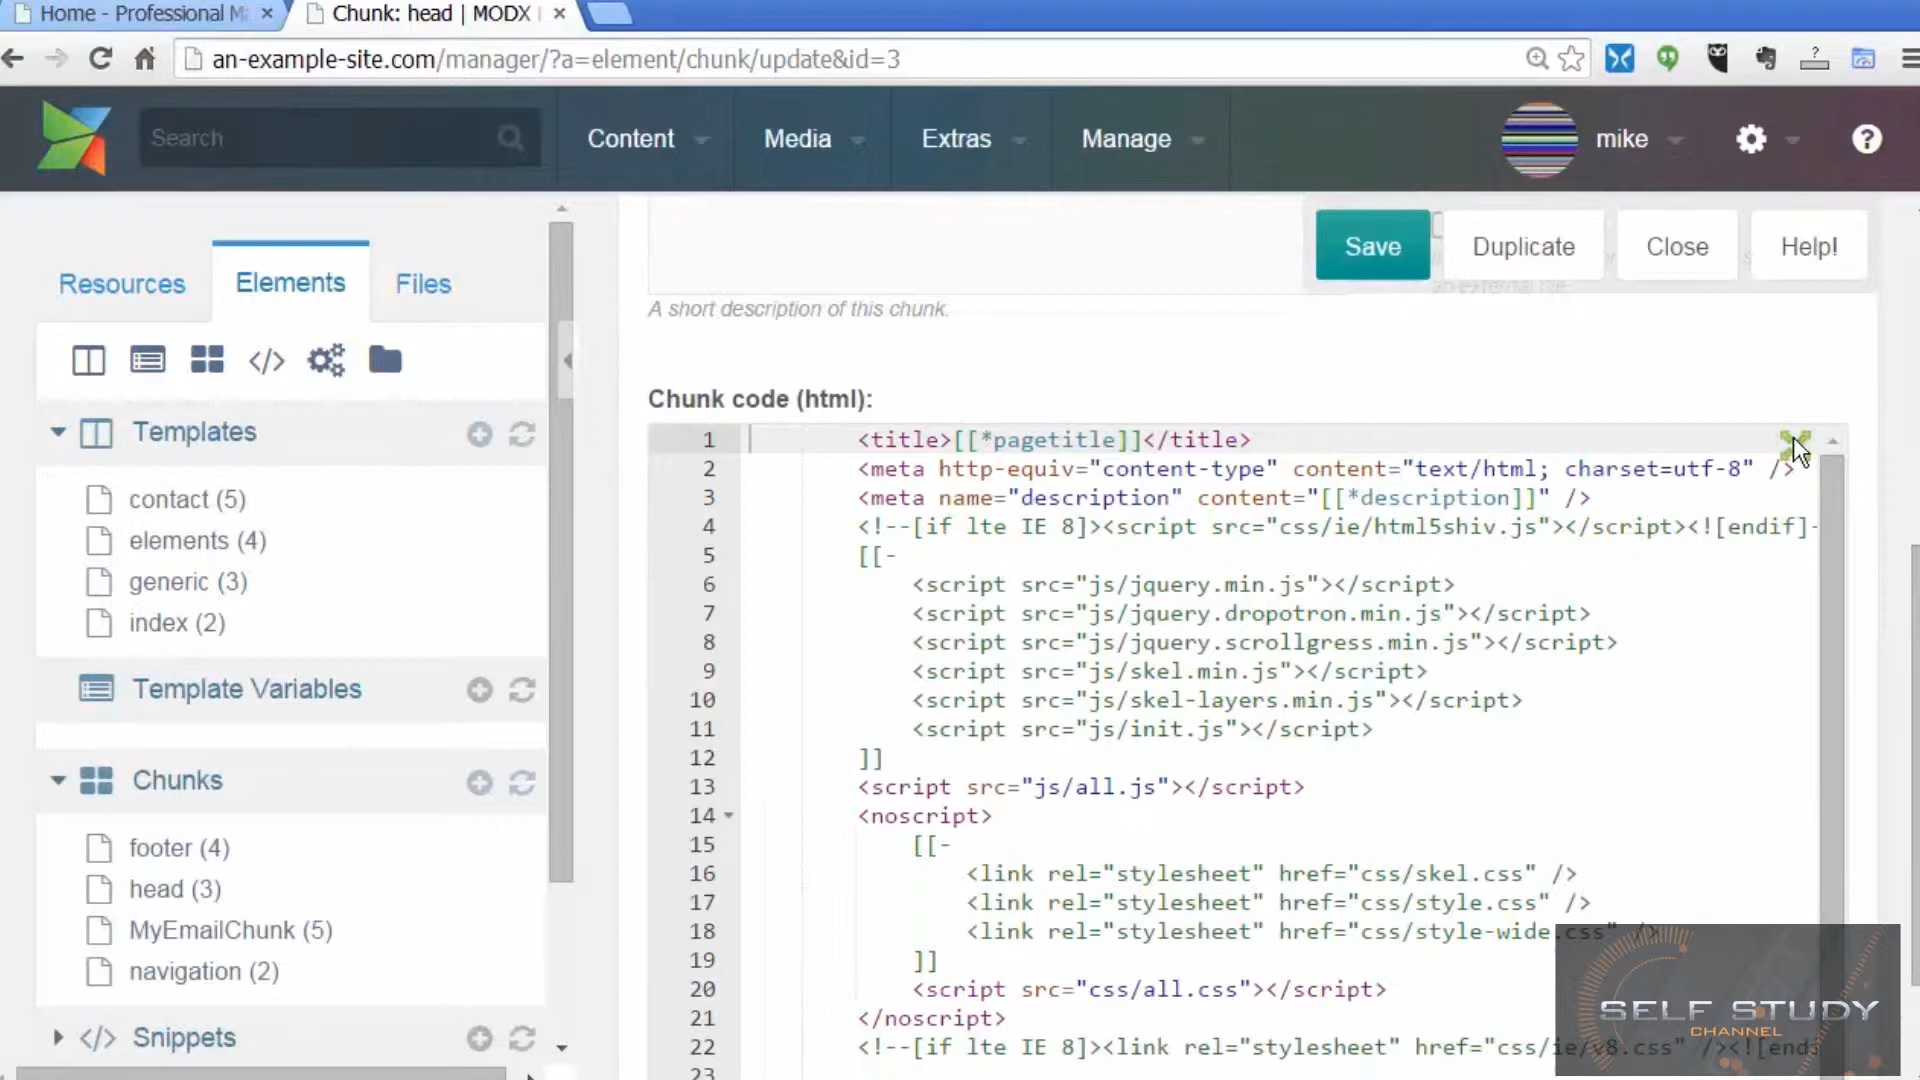 Home - Professional Ma
Chunk: head | MODX
an-example-site.com/manager/?a=element/chunk/update&id=3
Search
Content
Media
Extras
Manage
mike
Save
Duplicate
Close
Help!
an external file
Resources
Elements
Files
A short description of this chunk.
Templates
contact (5)
elements (4)
generic (3)
index (2)
Template Variables
Chunks
footer (4)
head (3)
MyEmailChunk (5)
navigation (2)
</> Snippets
Chunk code (html):
1 <title>[[*pagetitle]]</title>
2 <meta http-equiv="content-type" content="text/html; charset=utf-8" />
3 <meta name="description" content="[[*description]]" />
4 <!--[if lte IE 8]><script src="css/ie/html5shiv.js"></script><![endif]-
5 [[-
6 <script src="js/jquery.min.js"></script>
7 <script src="js/jquery.dropotron.min.js"></script>
8 <script src="js/jquery.scrollgress.min.js"></script>
9 <script src="js/skel.min.js"></script>
10 <script src="js/skel-layers.min.js"></script>
11 <script src="js/init.js"></script>
12 ]]
13 <script src="js/all.js"></script>
14 <noscript>
15 [[-
16 <link rel="stylesheet" href="css/skel.css" />
17 <link rel="stylesheet" href="css/style.css" />
18 <link rel="stylesheet" href="css/style-wide.css" />
19 ]]
20 <script src="css/all.css"></script>
21 </noscript>
22 <!--[if lte IE 8]><link rel="stylesheet" href="css/ie/v8.css" /><![endi
23
SELF STUDY
CHANNEL